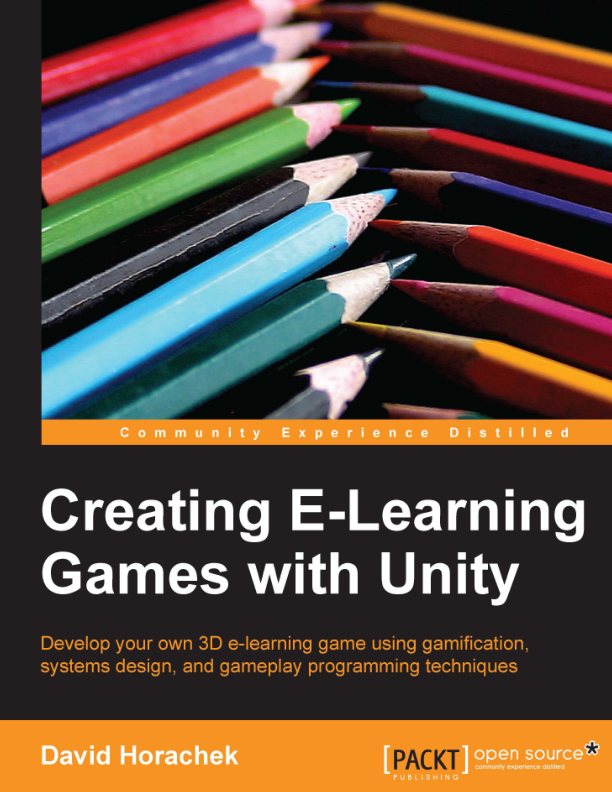 Community Experience Distilled
Creating E-Learning
Games with Unity
Develop your own 3D e-learning game using gamification,
systems design, and gameplay programming techniques
David Horachek
[PACKT] open source*
PUBLISHING
community experience distilled